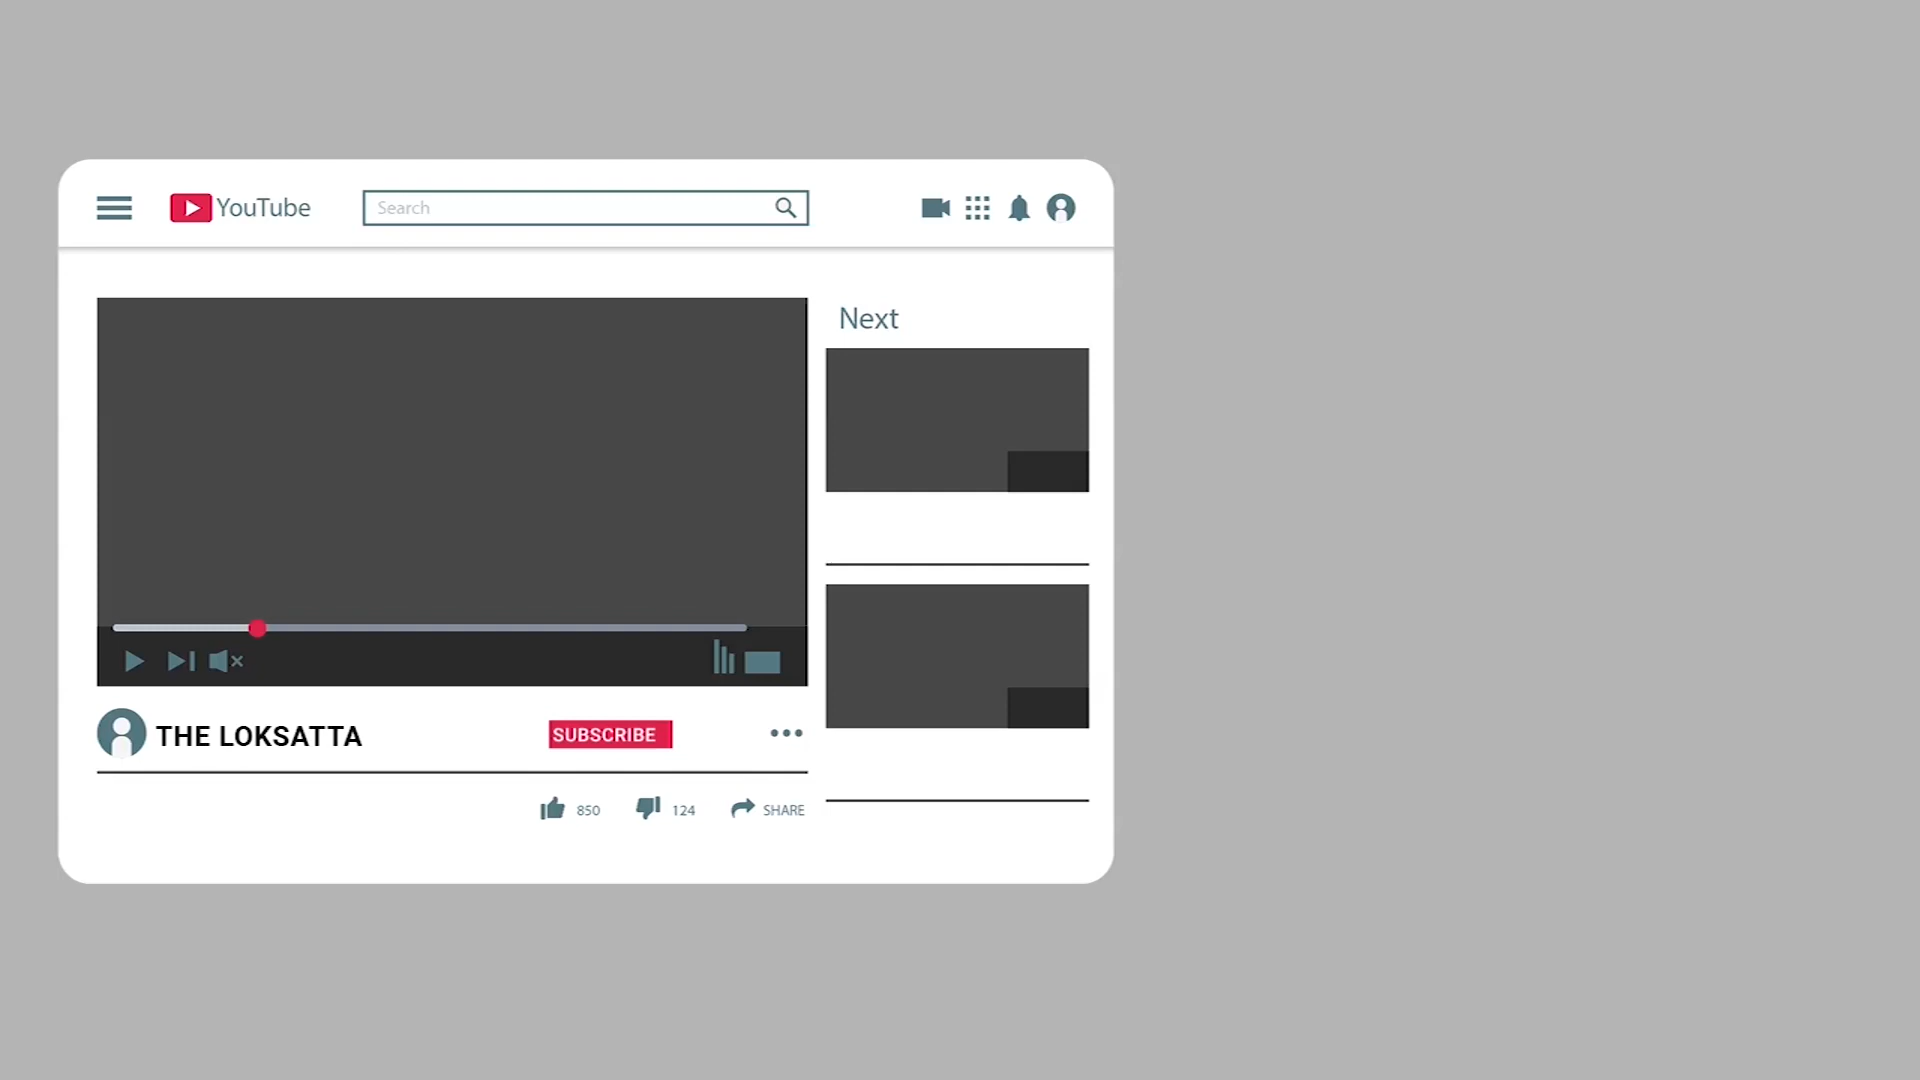 YouTube
Search
Next
THE LOKSATTA
SUBSCRIBE
850
124
SHARE